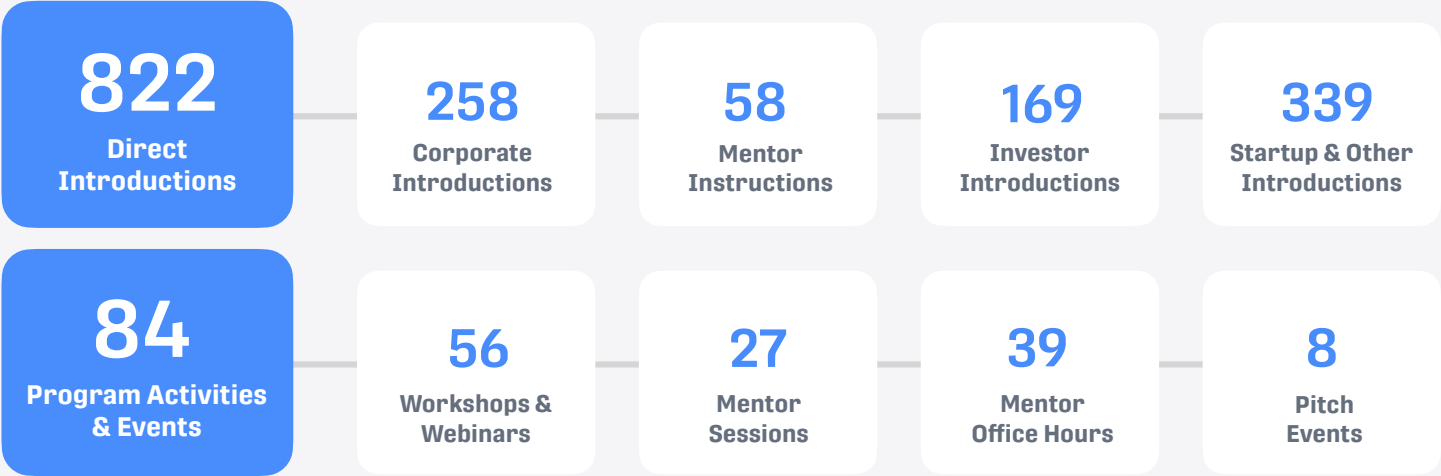 822
Direct
Introductions
258
Corporate
Introductions
58
Mentor
Instructions
169
Investor
Introductions
339
Startup & Other
Introductions
84
Program Activities
& Events
56
Workshops &
Webinars
27
Mentor
Sessions
39
Mentor
Office Hours
8
Pitch
Events